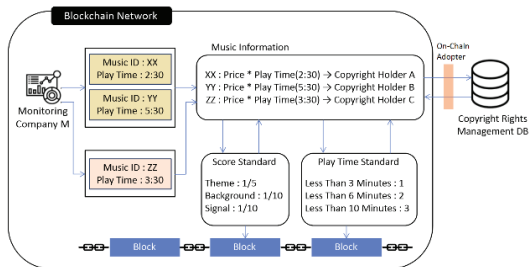 Blockchain Network
Music Information
On-Chain
Adopter
Music ID : XX
Play Time : 2:30
Music ID : YY
Play Time : 5:30
Monitoring
Company M
Music ID : ZZ
Play Time : 3:30
XX : Price * Play Time(2:30) → Copyright Holder A
YY : Price * Play Time(5:30) → Copyright Holder B
ZZ : Price * Play Time(3:30) → Copyright Holder C
Copyright Rights
Management DB
Score Standard
Theme : 1/5
Background : 1/10
Signal : 1/10
Play Time Standard
Less Than 3 Minutes : 1
Less Than 6 Minutes : 2
Less Than 10 Minutes : 3
Block
Block
Block